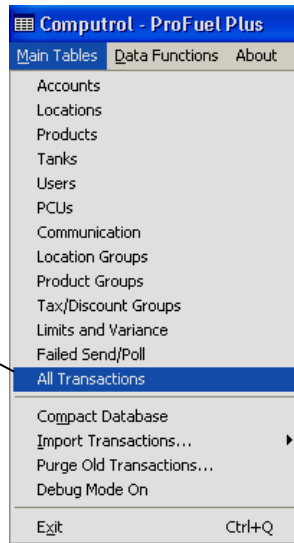 Computrol - ProFuel Plus
Main Tables Data Functions About
Accounts
Locations
Products
Tanks
Users
PCUs
Communication
Location Groups
Product Groups
Tax/Discount Groups
Limits and Variance
Failed Send/Poll
All Transactions
Compact Database
Import Transactions...
Purge Old Transactions...
Debug Mode On
Exit Ctrl+Q